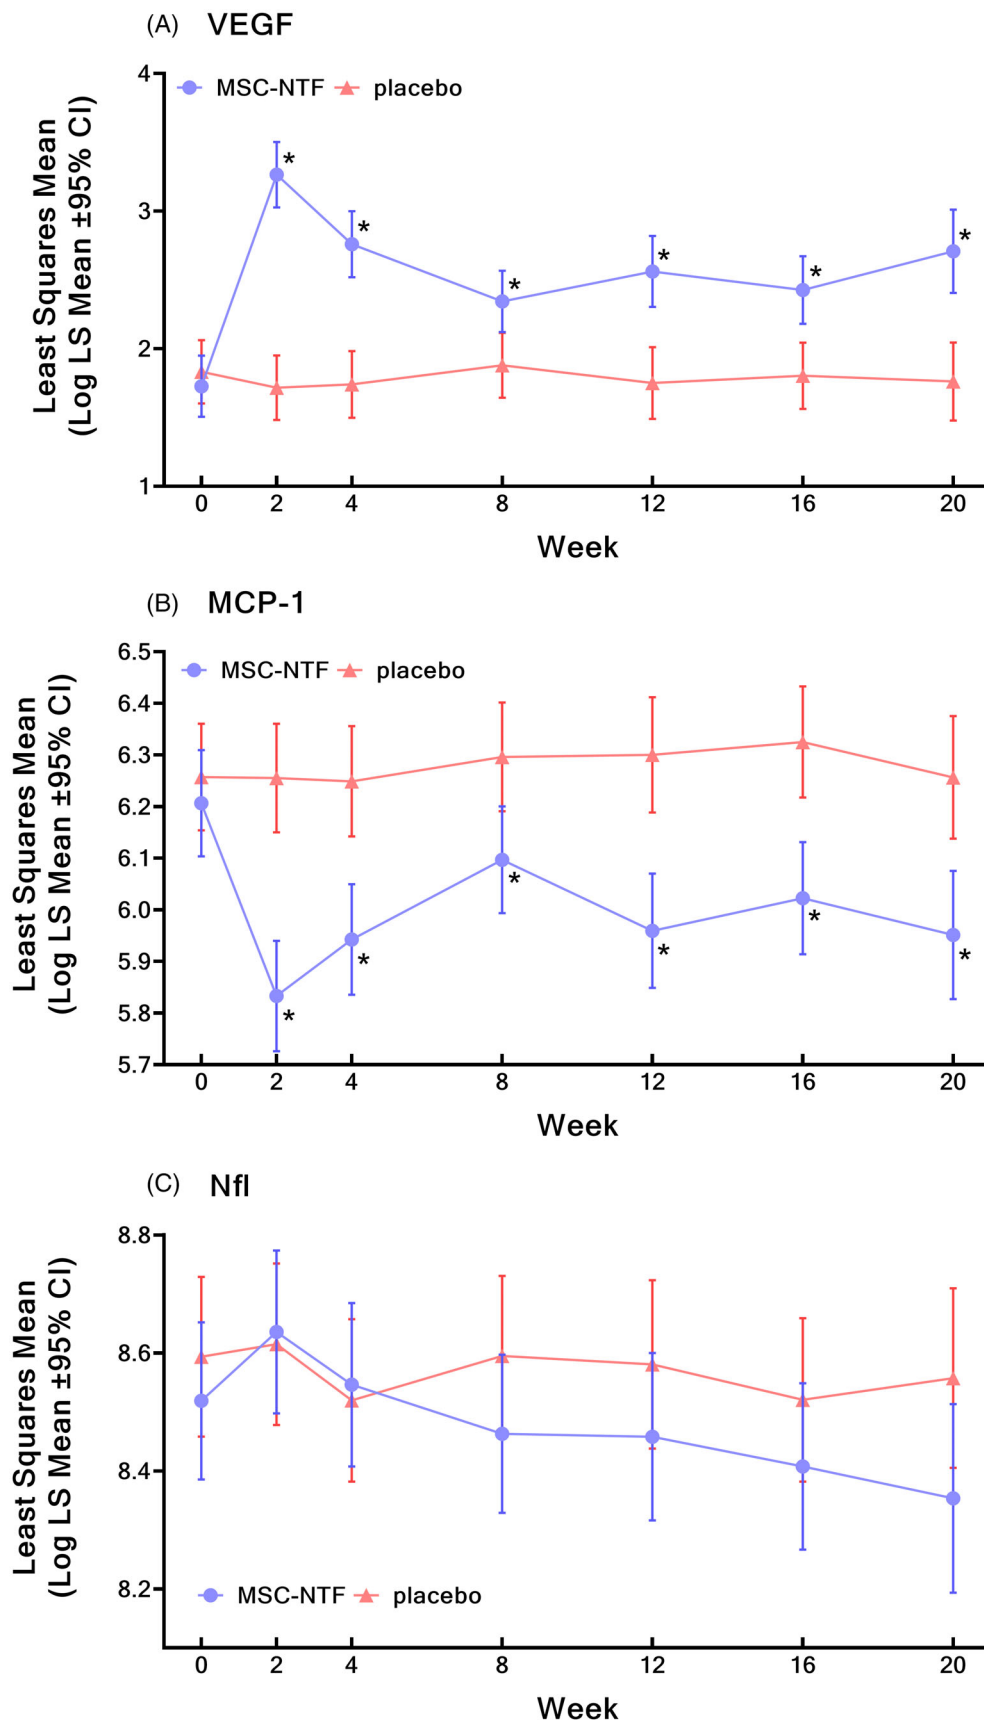 (A) VEGF
MSC-NTF placebo
Least Squares Mean
(Log LS Mean ±95% CI)
4
3
2
1
* * * * * *
0 2 4 8 12 16 20
Week
(B) MCP-1
MSC-NTF placebo
Least Squares Mean
(Log LS Mean ±95% CI)
6.5
6.4
6.3
6.2
6.1
6.0
5.9
5.8
5.7
* * * * * *
0 2 4 8 12 16 20
Week
(C) Nfl
Least Squares Mean
(Log LS Mean ±95% CI)
8.8
8.6
8.4
8.2
MSC-NTF placebo
0 2 4 8 12 16 20
Week